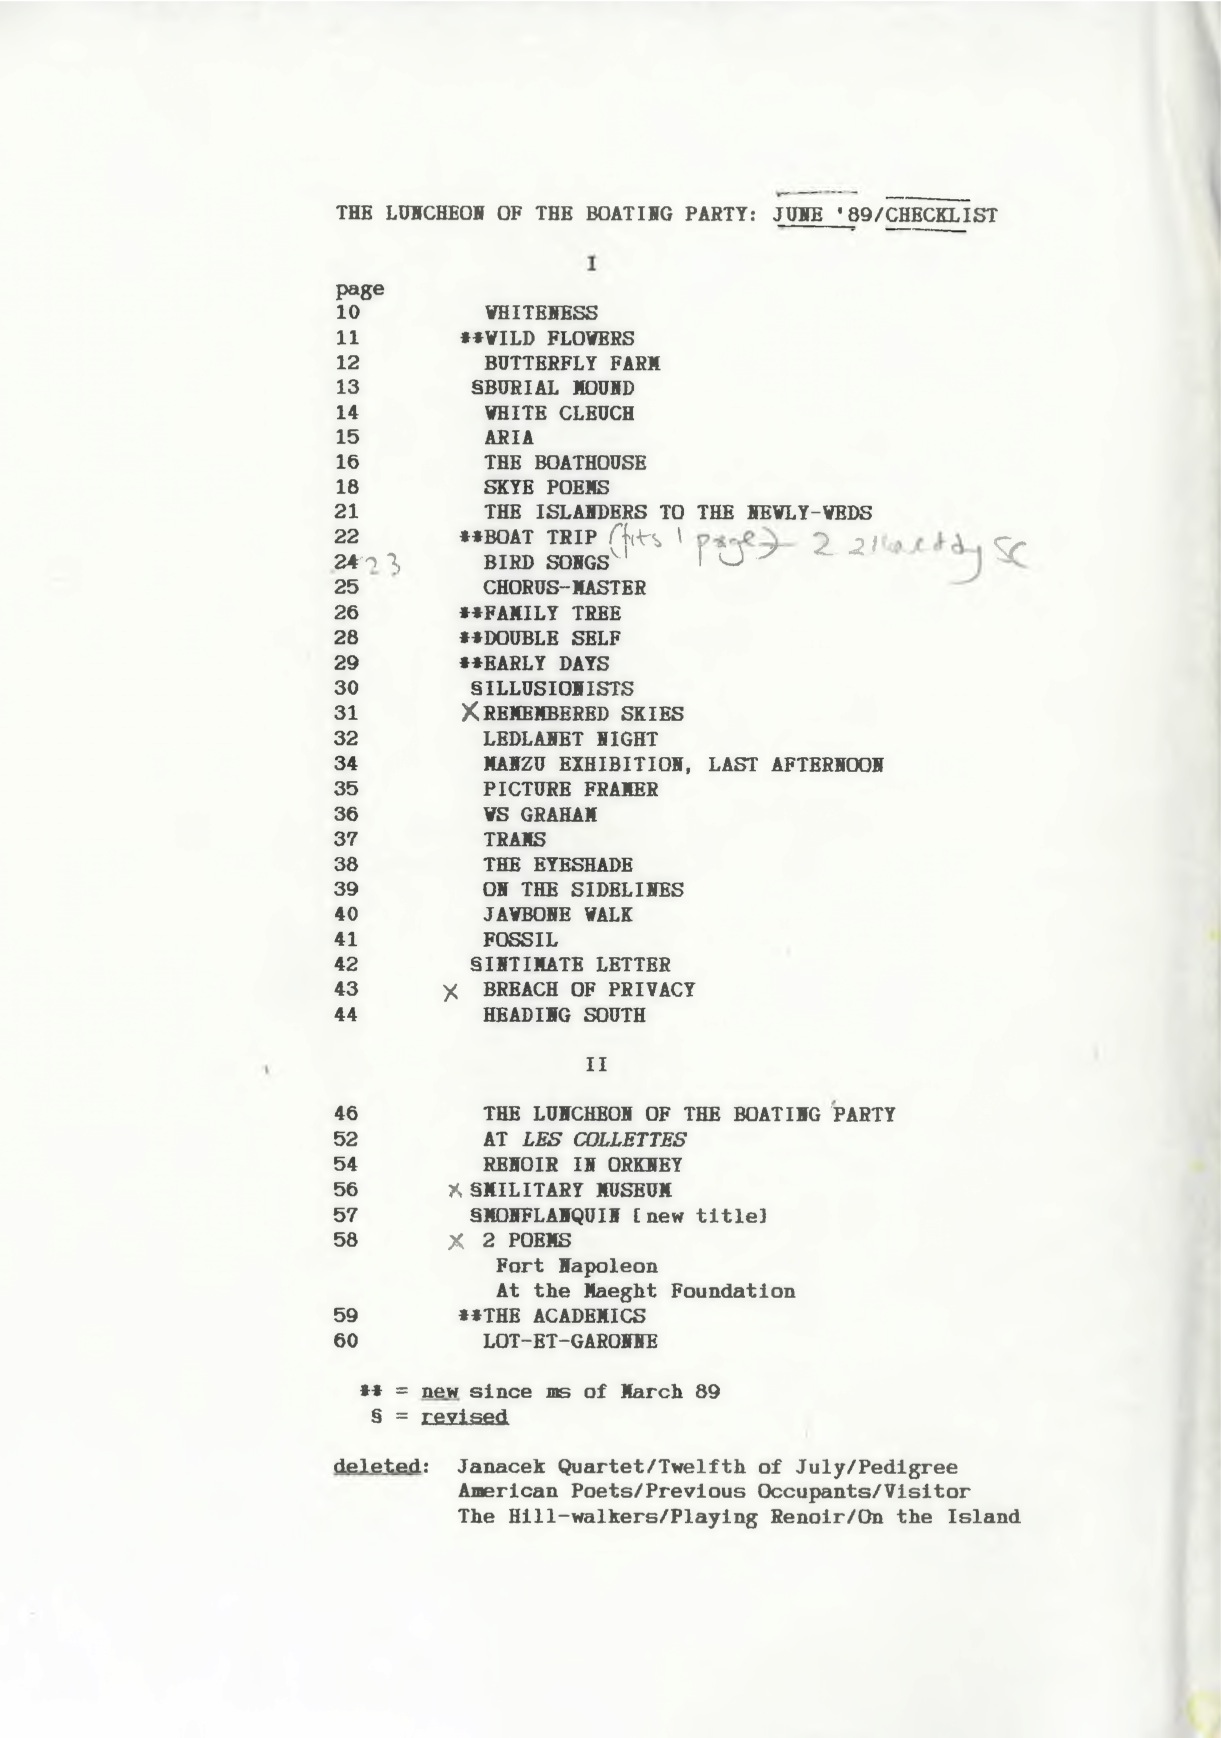 THE LUNCHEON OF THE BOATING PARTY: JUNE '89/CHECKLIST
I
page
10 WHITENESS
11 **WILD FLOWERS
12 BUTTERFLY FARM
13 §BURIAL MOUND
14 WHITE CLEUCH
15 ARIA
16 THE BOATHOUSE
18 SKYE POEMS
21 THE ISLANDERS TO THE NEWLY-WEDS
22 **BOAT TRIP (fits 1 page) - 2
24 23 BIRD SONGS
25 CHORUS-MASTER
26 **FAMILY TREE
28 **DOUBLE SELF
29 **EARLY DAYS
30 §ILLUSIONISTS
31 X REMEMBERED SKIES
32 LEDLANET NIGHT
34 MANZU EXHIBITION, LAST AFTERNOON
35 PICTURE FRAMER
36 WS GRAHAM
37 TRAMS
38 THE EYESHADE
39 ON THE SIDELINES
40 JAWBONE WALK
41 FOSSIL
42 §INTIMATE LETTER
43 X BREACH OF PRIVACY
44 HEADING SOUTH
II
46 THE LUNCHEON OF THE BOATING PARTY
52 AT LES COLLETTES
54 RENOIR IN ORKNEY
56 X §MILITARY MUSEUM
57 §MONFLANQUIN [new title]
58 X 2 POEMS
Fort Napoleon
At the Maeght Foundation
59 **THE ACADEMICS
60 LOT-ET-GARONNE
** = new since ms of March 89
§ = revised
deleted: Janacek Quartet/Twelfth of July/Pedigree
American Poets/Previous Occupants/Visitor
The Hill-walkers/Playing Renoir/On the Island